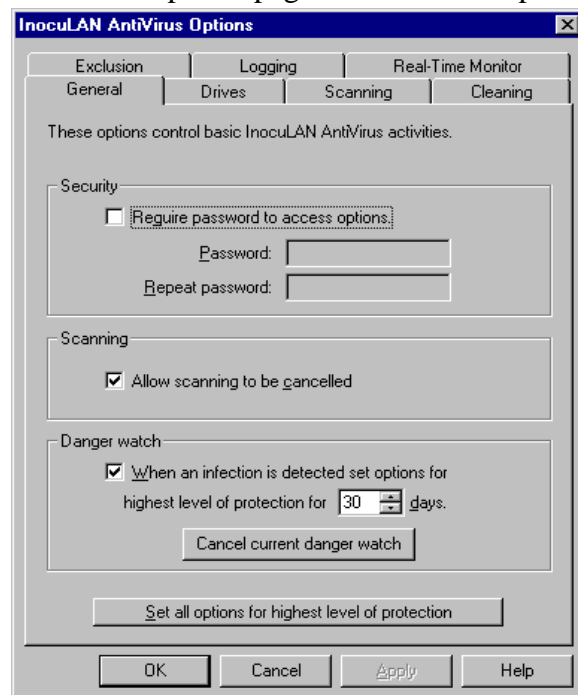 InocuLAN AntiVirus Options
Exclusion Logging Real-Time Monitor
General Drives Scanning Cleaning
These options control basic InocuLAN AntiVirus activities.
Security
Require password to access options.
Password:
Repeat password:
Scanning
Allow scanning to be cancelled
Danger watch
When an infection is detected set options for
highest level of protection for 30 days.
Cancel current danger watch
Set all options for highest level of protection
OK Cancel Apply Help